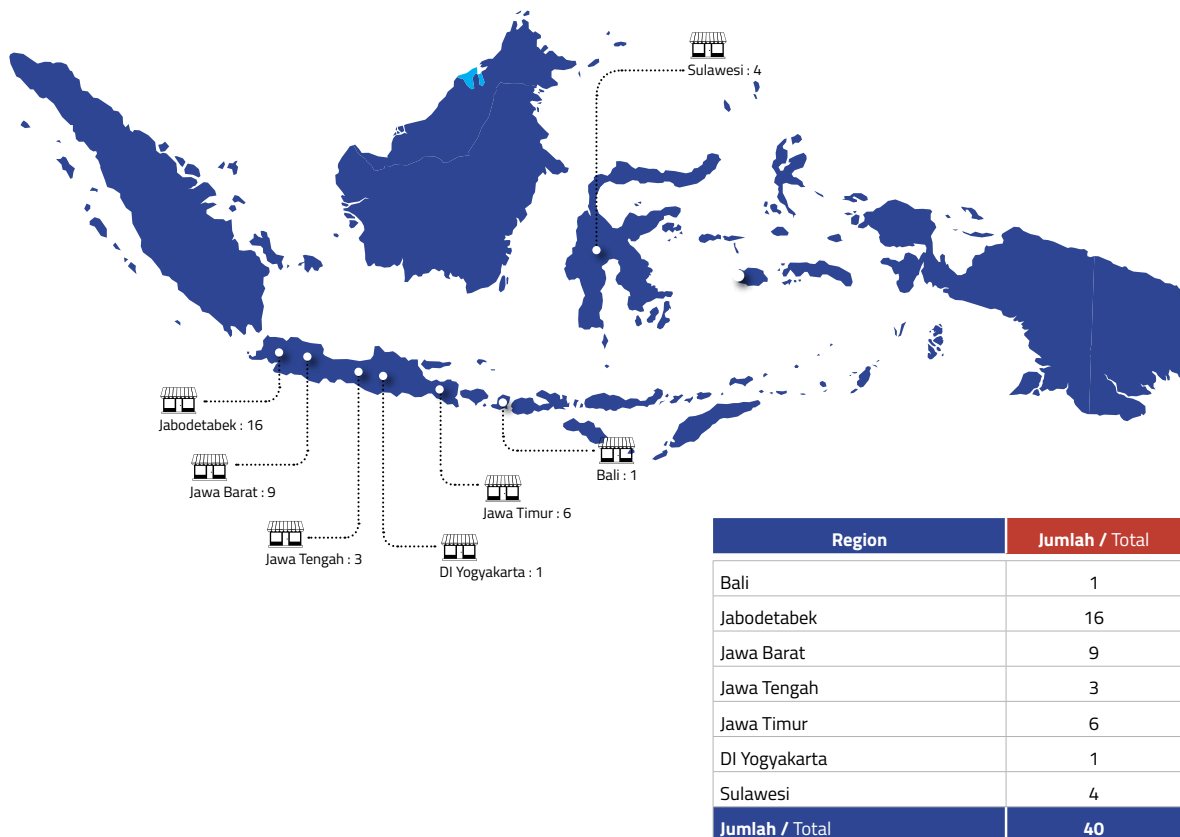 Sulawesi : 4
Jabodetabek : 16
Jawa Barat : 9
Jawa Tengah : 3
DI Yogyakarta : 1
Jawa Timur : 6
Bali : 1
Region Jumlah / Total
Bali 1
Jabodetabek 16
Jawa Barat 9
Jawa Tengah 3
Jawa Timur 6
DI Yogyakarta 1
Sulawesi 4
Jumlah / Total 40